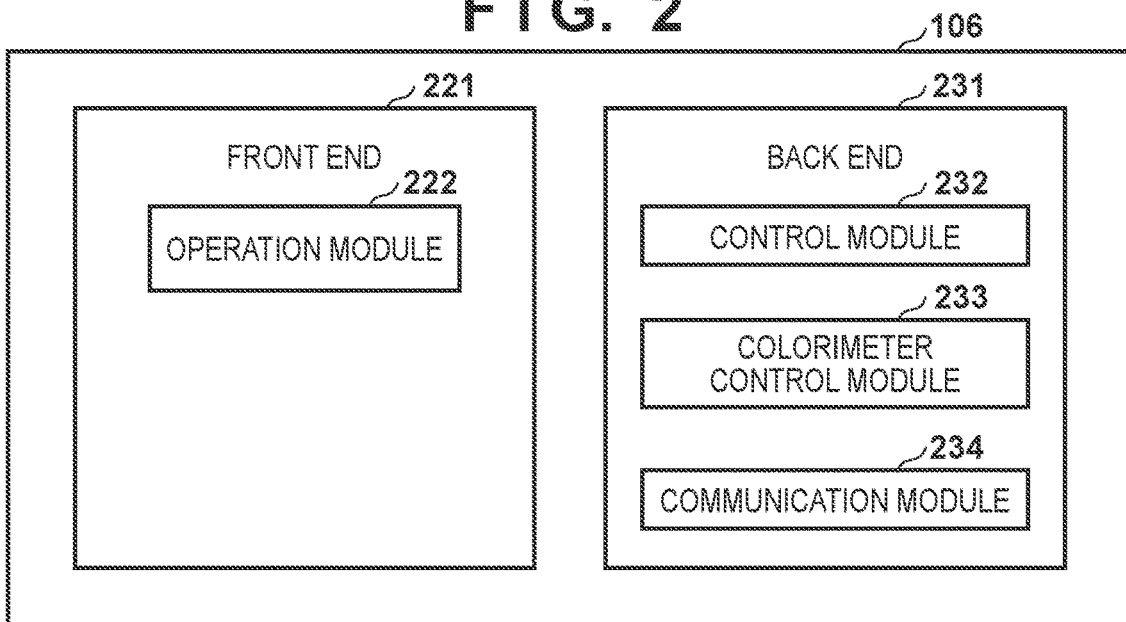 FIG. 2
106
221
231
FRONT END
BACK END
222
232
OPERATION MODULE
CONTROL MODULE
233
COLORIMETER
CONTROL MODULE
234
COMMUNICATION MODULE